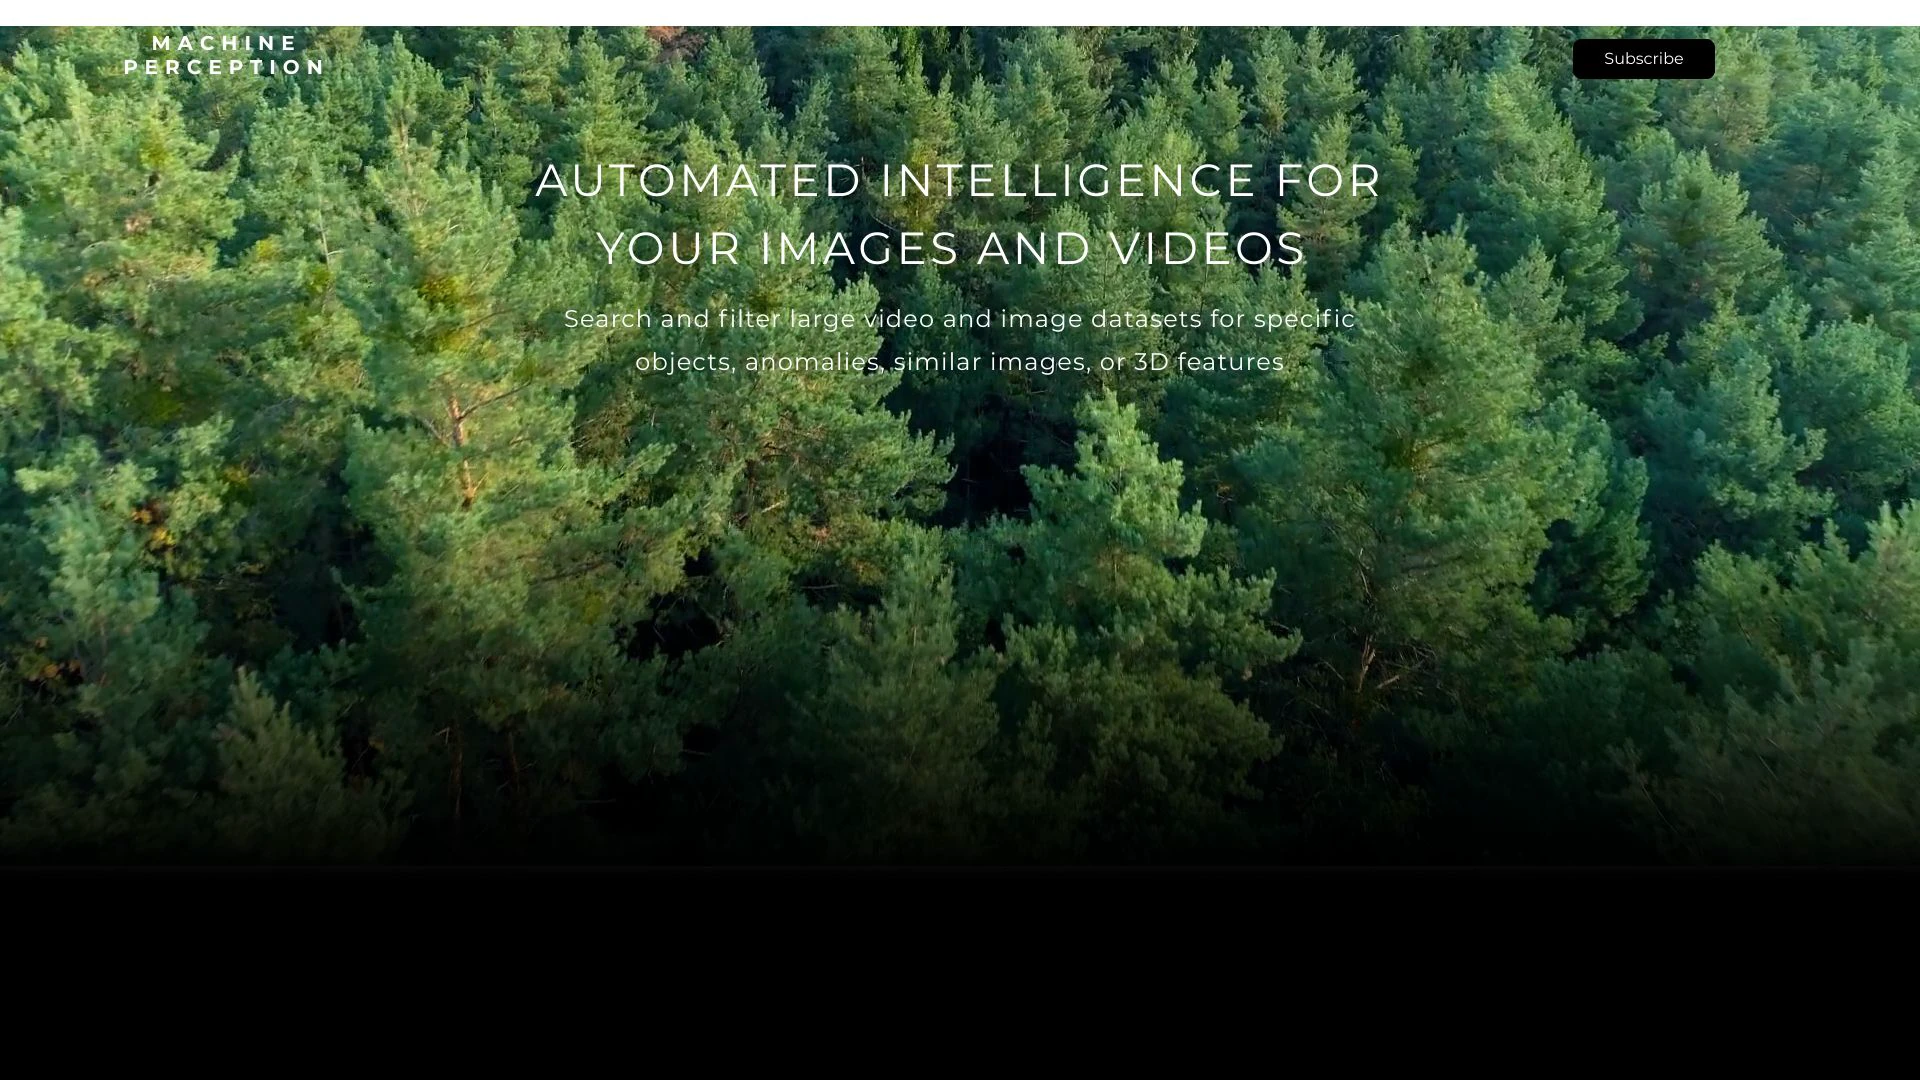 MACHINE
PERCEPTION
Subscribe
AUTOMATED INTELLIGENCE FOR
YOUR IMAGES AND VIDEOS
Search and filter large video and image datasets for specific
objects, anomalies, similar images, or 3D features